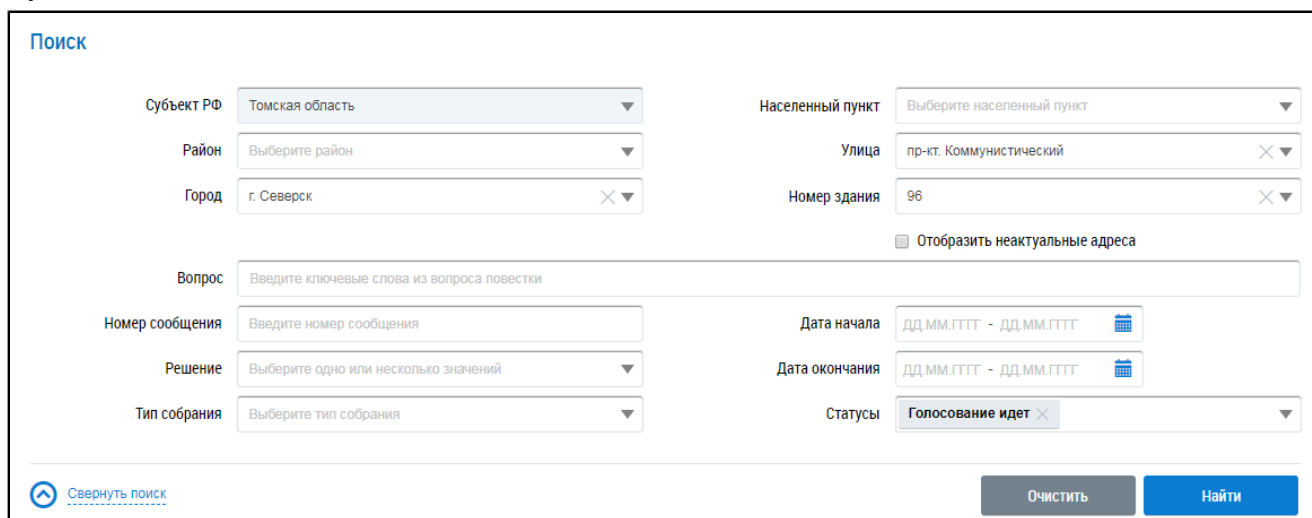 Поиск
Субъект РФ Томская область Населенный пункт Выберите населенный пункт
Район Выберите район Улица пр-кт. Коммунистический
Город г. Северск Номер здания 96
Отобразить неактуальные адреса
Вопрос Введите ключевые слова из вопроса повестки
Номер сообщения Введите номер сообщения Дата начала ДД.ММ.ГГГГ - ДД.ММ.ГГГГ
Решение Выберите одно или несколько значений Дата окончания ДД.ММ.ГГГГ - ДД.ММ.ГГГГ
Тип собрания Выберите тип собрания Статусы Голосование идет
Свернуть поиск Очистить Найти